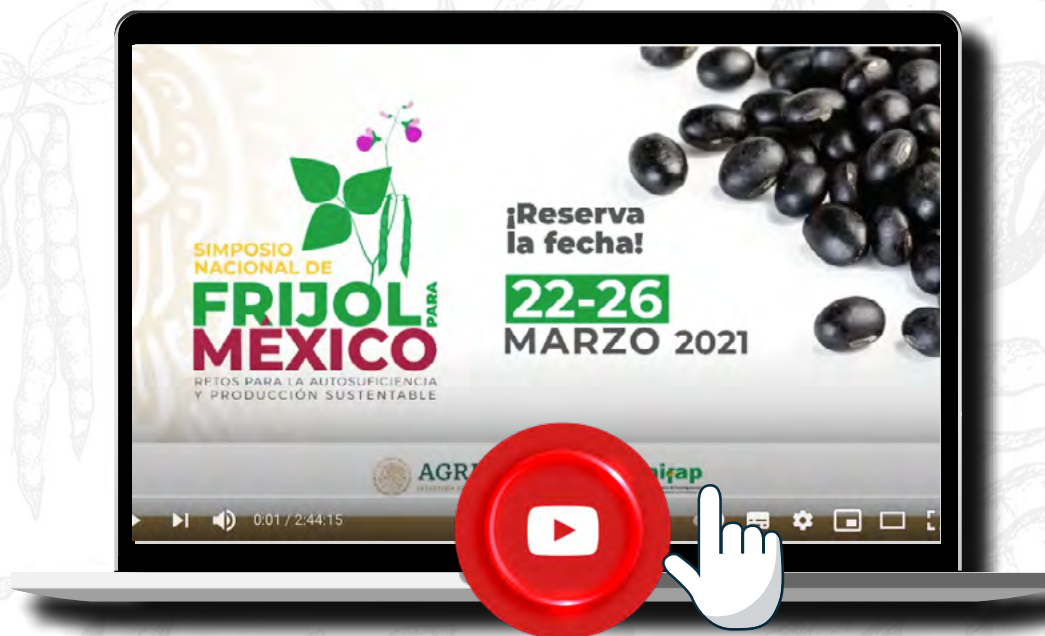 SIMPOSIO
NACIONAL DE
FRIJOL PARA
MÉXICO
RETOS PARA LA AUTOSUFICIENCIA
Y PRODUCCIÓN SUSTENTABLE
¡Reserva
la fecha!
22-26
MARZO 2021
0:01 / 2:44:15